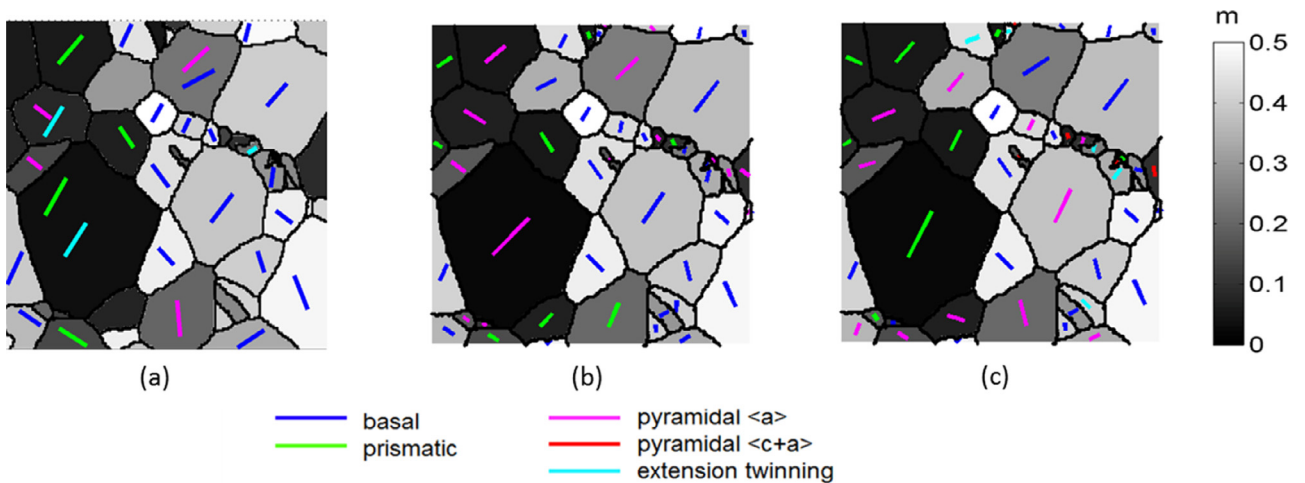 m
0.5
0.4
0.3
0.2
0.1
0
(a)
(b)
(c)
basal
prismatic
pyramidal <a>
pyramidal <c+a>
extension twinning